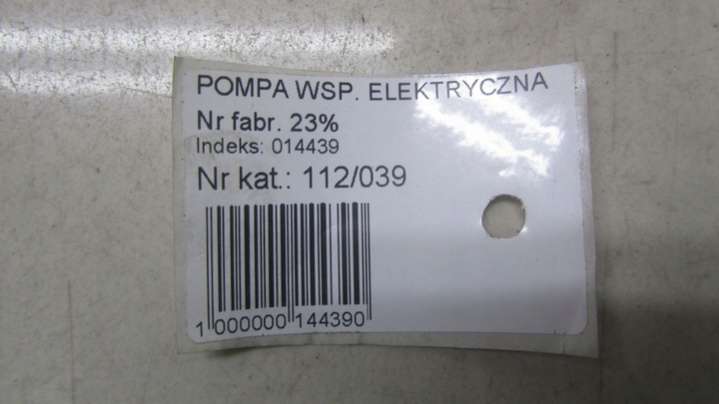 POMPA WSP. ELEKTRYCZNA
Nr fabr. 23%
Indeks: 014439
Nr kat.: 112/039
1 000000 144390